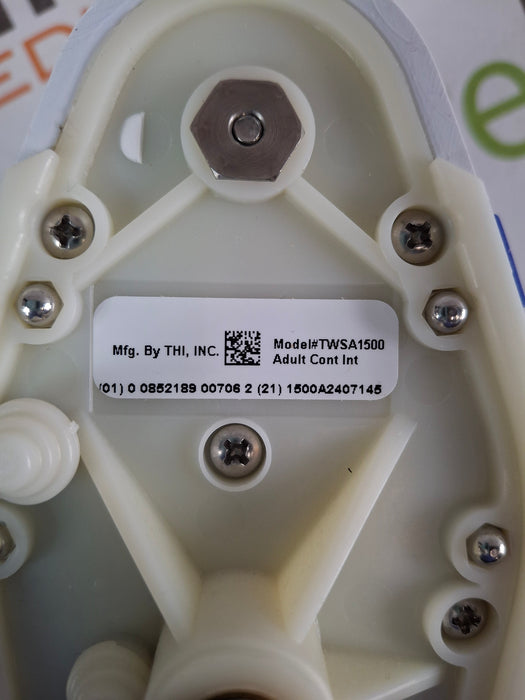 Mfg. By THI, INC.
Model#TWSA1500
Adult Cont Int
(01) 0 0852189 00706 2 (21) 1500A2407145